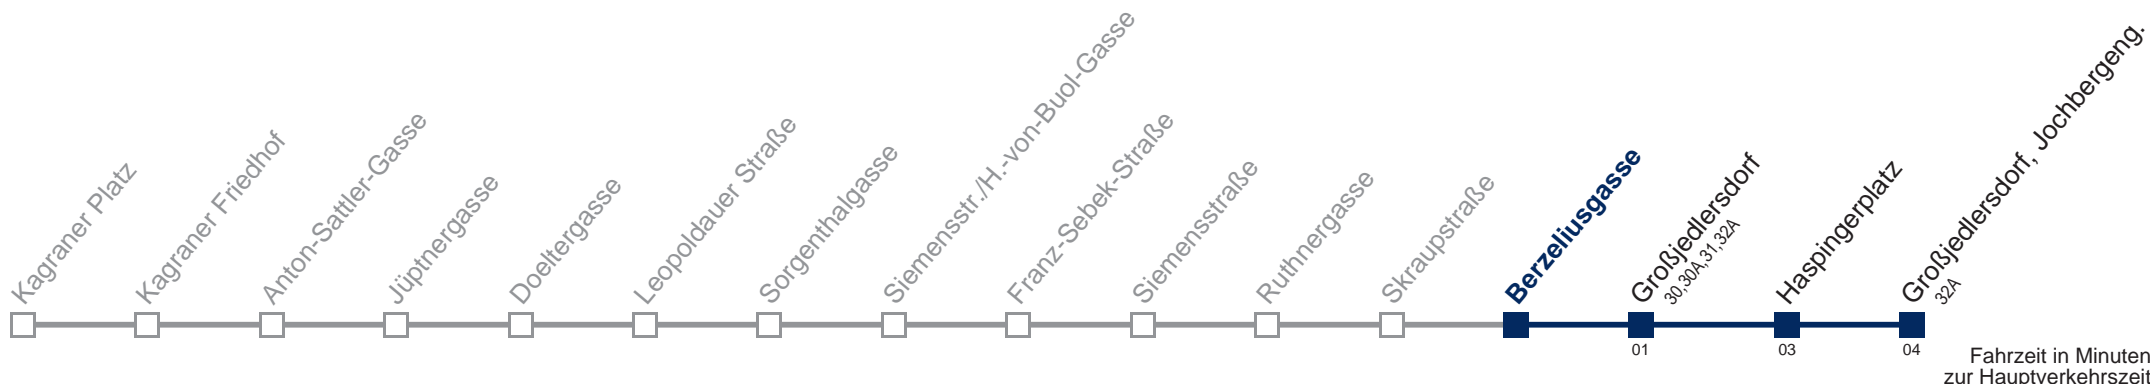 Kagraner Platz
Kagraner Friedhof
Anton-Sattler-Gasse
Jüptnergasse
Doeltergasse
Leopoldauer Straße
Sorgenthalgasse
Siemensstr./H.-von-Buol-Gasse
Franz-Sebek-Straße
Siemensstraße
Ruthnergasse
Skraupstraße
Berzeliusgasse
Großjedlersdorf
30,30A,31,32A
Haspingerplatz
Großjedlersdorf, Jochbergeng.
32A
01
03
04
Fahrzeit in Minuten
zur Hauptverkehrszeit